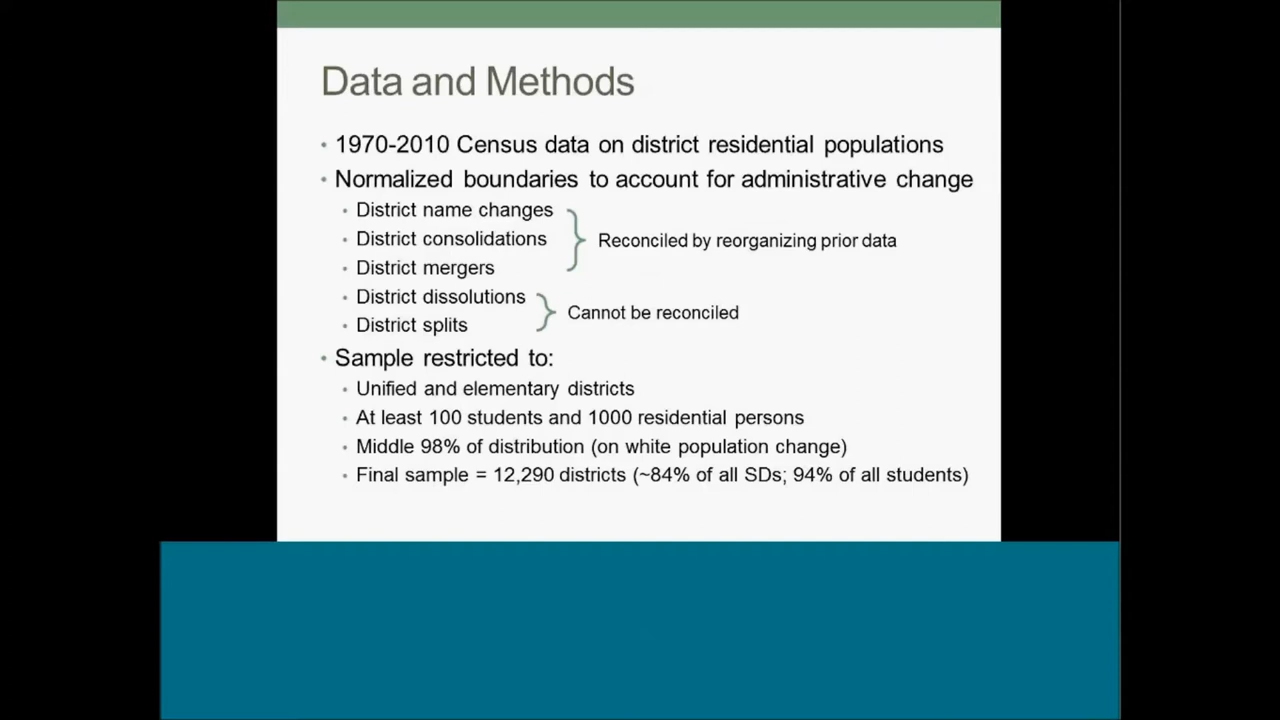 Data and Methods
• 1970-2010 Census data on district residential populations
• Normalized boundaries to account for administrative change
• District name changes
• District consolidations
• District mergers
Reconciled by reorganizing prior data
• District dissolutions
• District splits
Cannot be reconciled
• Sample restricted to:
• Unified and elementary districts
• At least 100 students and 1000 residential persons
• Middle 98% of distribution (on white population change)
• Final sample = 12,290 districts (~84% of all SDs; 94% of all students)